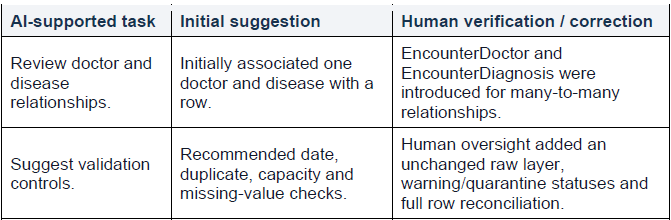 AI-supported task
Initial suggestion
Human verification / correction
Review doctor and
disease
relationships.
Initially associated one
doctor and disease with a
row.
EncounterDoctor and
EncounterDiagnosis were
introduced for many-to-many
relationships.
Suggest validation
controls.
Recommended date,
duplicate, capacity and
missing-value checks.
Human oversight added an
unchanged raw layer,
warning/quarantine statuses and
full row reconciliation.